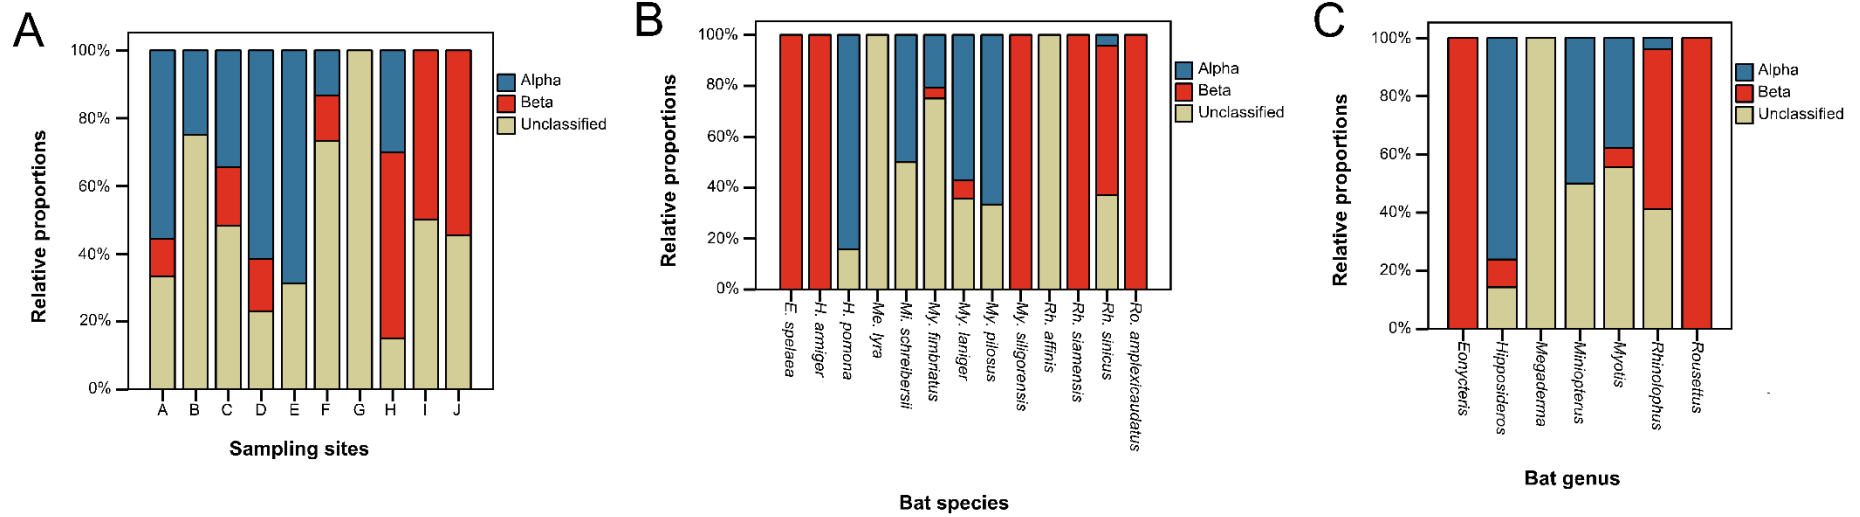 A
Relative proportions
100%
80%
60%
40%
20%
0%
A B C D E F G H I J
Sampling sites
Alpha
Beta
Unclassified
B
Relative proportions
100%
80%
60%
40%
20%
0%
E. spelaea
H. armiger
H. pomona
Me. lyra
Mi. schreibersii
My. fimbriatus
My. laniger
My. pilosus
My. siligorensis
Rh. affinis
Rh. siamensis
Rh. sinicus
Ro. amplexicaudatus
Bat species
Alpha
Beta
Unclassified
C
Relative proportions
100%
80%
60%
40%
20%
0%
Eonycteris
Hipposideros
Megaderma
Miniopterus
Myotis
Rhinolophus
Rousettus
Bat genus
Alpha
Beta
Unclassified